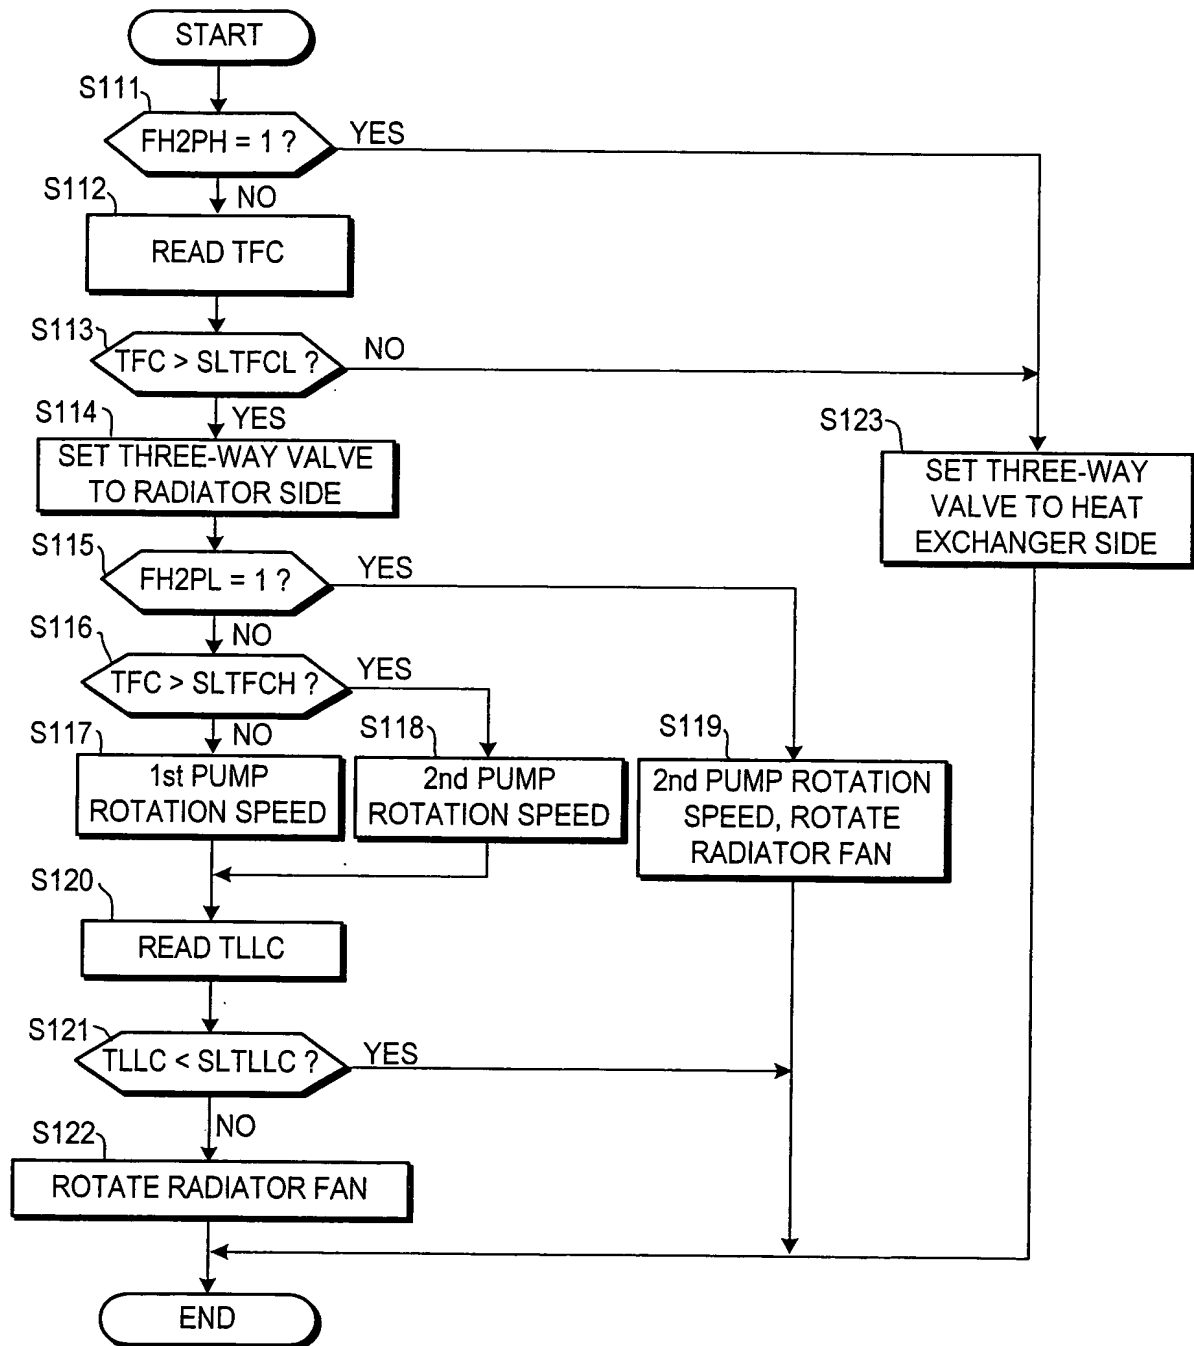 START
S111
FH2PH = 1 ?
YES
S112
NO
READ TFC
S113
TFC > SLTFCL ?
NO
S114
YES
SET THREE-WAY VALVE
TO RADIATOR SIDE
S123
SET THREE-WAY
VALVE TO HEAT
EXCHANGER SIDE
S115
FH2PL = 1 ?
YES
S116
NO
TFC > SLTFCH ?
YES
S117
NO
1st PUMP
ROTATION SPEED
S118
2nd PUMP
ROTATION SPEED
S119
2nd PUMP ROTATION
SPEED, ROTATE
RADIATOR FAN
S120
READ TLLC
S121
TLLC < SLTLLC ?
YES
NO
S122
ROTATE RADIATOR FAN
END